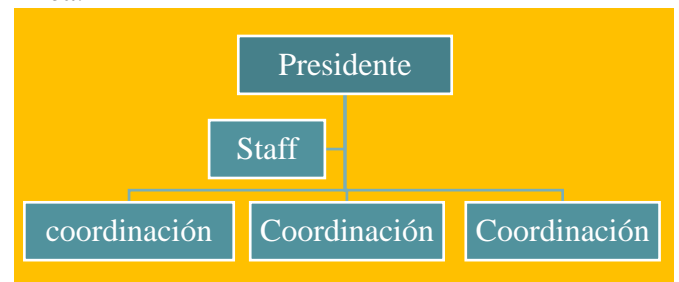 Presidente
Staff
coordinación
Coordinación
Coordinación